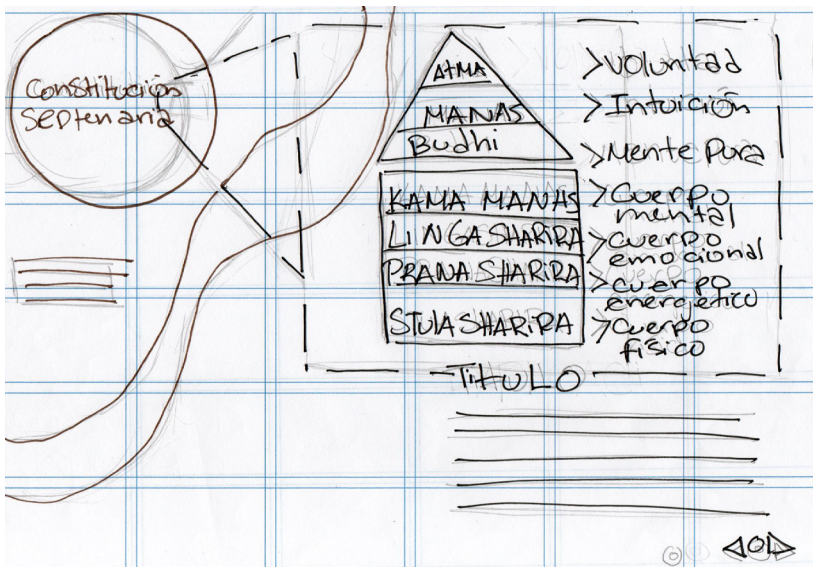 Constitución
Septenaria
ATMA
MANAS
Budhi
KAMA MANAS
LINGA SHARIRA
PRANA SHARIRA
STULA SHARIRA
>Voluntad
>Intuición
>Mente Pura
>Cuerpo
mental
>Cuerpo
emocional
>Cuerpo
energetico
>Cuerpo
físico
TITULO